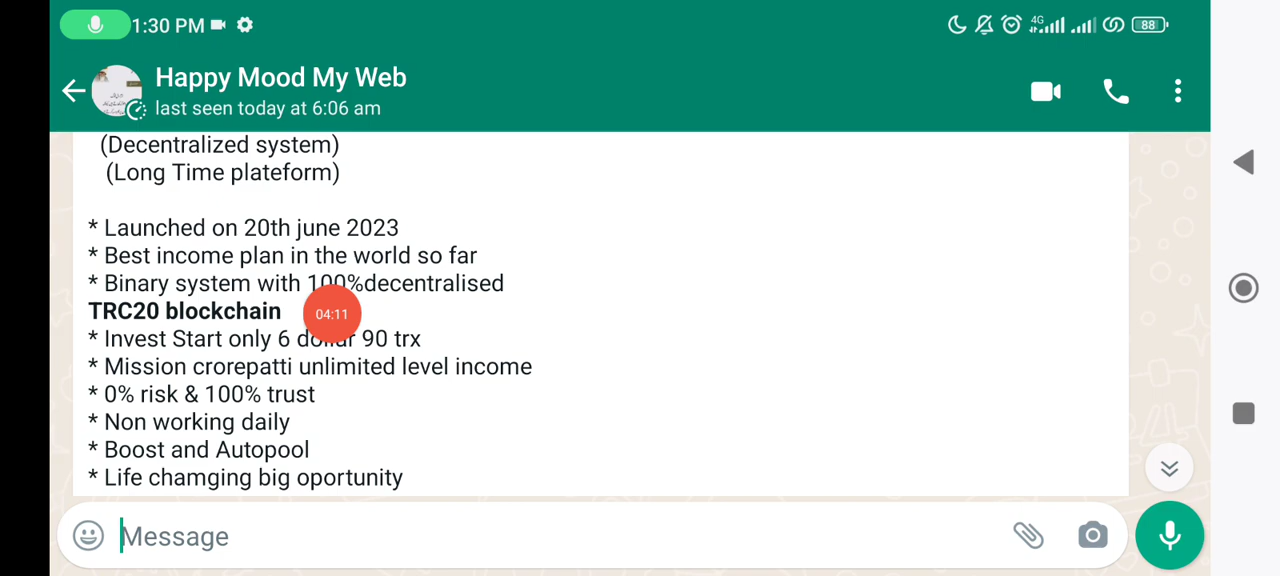 1:30 PM
4G
88
Happy Mood My Web
last seen today at 6:06 am
(Decentralized system)
(Long Time plateform)
* Launched on 20th june 2023
* Best income plan in the world so far
* Binary system with 100%decentralised
TRC20 blockchain
04:11
* Invest Start only 6 dollar 90 trx
* Mission crorepatti unlimited level income
* 0% risk & 100% trust
* Non working daily
* Boost and Autopool
* Life chamging big oportunity
Message